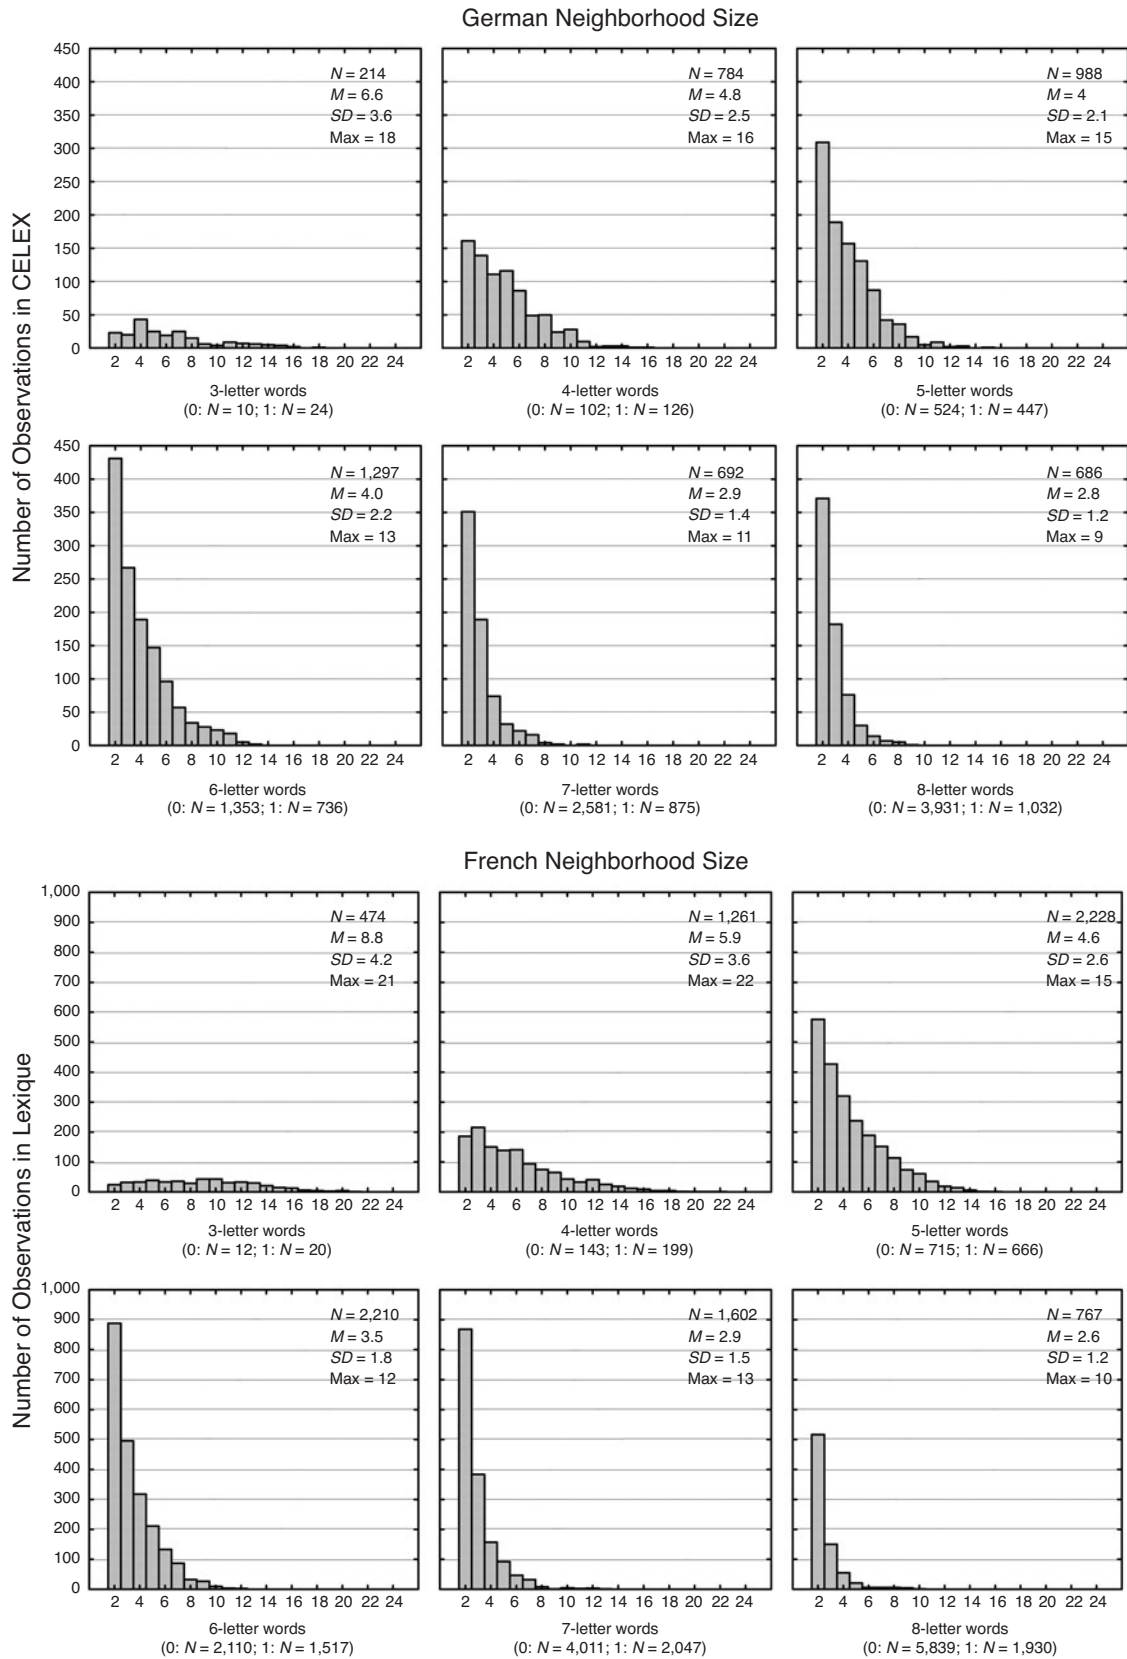 German Neighborhood Size
Number of Observations in CELEX
450
400
350
300
250
200
150
100
50
0
N = 214
M = 6.6
SD = 3.6
Max = 18
2 4 6 8 10 12 14 16 18 20 22 24
3-letter words
(0: N = 10; 1: N = 24)
N = 784
M = 4.8
SD = 2.5
Max = 16
2 4 6 8 10 12 14 16 18 20 22 24
4-letter words
(0: N = 102; 1: N = 126)
N = 988
M = 4
SD = 2.1
Max = 15
2 4 6 8 10 12 14 16 18 20 22 24
5-letter words
(0: N = 524; 1: N = 447)
450
400
350
300
250
200
150
100
50
0
N = 1,297
M = 4.0
SD = 2.2
Max = 13
2 4 6 8 10 12 14 16 18 20 22 24
6-letter words
(0: N = 1,353; 1: N = 736)
N = 692
M = 2.9
SD = 1.4
Max = 11
2 4 6 8 10 12 14 16 18 20 22 24
7-letter words
(0: N = 2,581; 1: N = 875)
N = 686
M = 2.8
SD = 1.2
Max = 9
2 4 6 8 10 12 14 16 18 20 22 24
8-letter words
(0: N = 3,931; 1: N = 1,032)
French Neighborhood Size
Number of Observations in Lexique
1,000
900
800
700
600
500
400
300
200
100
0
N = 474
M = 8.8
SD = 4.2
Max = 21
2 4 6 8 10 12 14 16 18 20 22 24
3-letter words
(0: N = 12; 1: N = 20)
N = 1,261
M = 5.9
SD = 3.6
Max = 22
2 4 6 8 10 12 14 16 18 20 22 24
4-letter words
(0: N = 143; 1: N = 199)
N = 2,228
M = 4.6
SD = 2.6
Max = 15
2 4 6 8 10 12 14 16 18 20 22 24
5-letter words
(0: N = 715; 1: N = 666)
1,000
900
800
700
600
500
400
300
200
100
0
N = 2,210
M = 3.5
SD = 1.8
Max = 12
2 4 6 8 10 12 14 16 18 20 22 24
6-letter words
(0: N = 2,110; 1: N = 1,517)
N = 1,602
M = 2.9
SD = 1.5
Max = 13
2 4 6 8 10 12 14 16 18 20 22 24
7-letter words
(0: N = 4,011; 1: N = 2,047)
N = 767
M = 2.6
SD = 1.2
Max = 10
2 4 6 8 10 12 14 16 18 20 22 24
8-letter words
(0: N = 5,839; 1: N = 1,930)